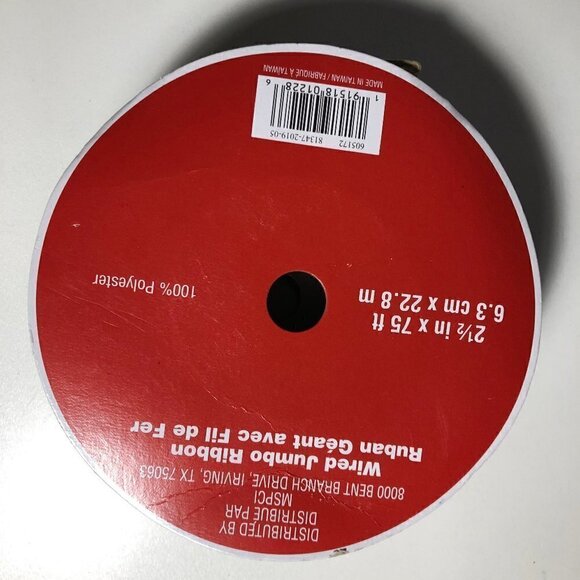 DISTRIBUTED BY
DISTRIBUE PAR
MSPCI
8000 BENT BRANCH DRIVE, IRVING, TX 75063
Wired Jumbo Ribbon
Ruban Géant avec Fil de Fer
2½ in x 75 ft
6.3 cm x 22.8 m
100% Polyester
605172
81347-2019-05
1 91518 01228 6
MADE IN TAIWAN / FABRIQUÉ À TAÏWAN